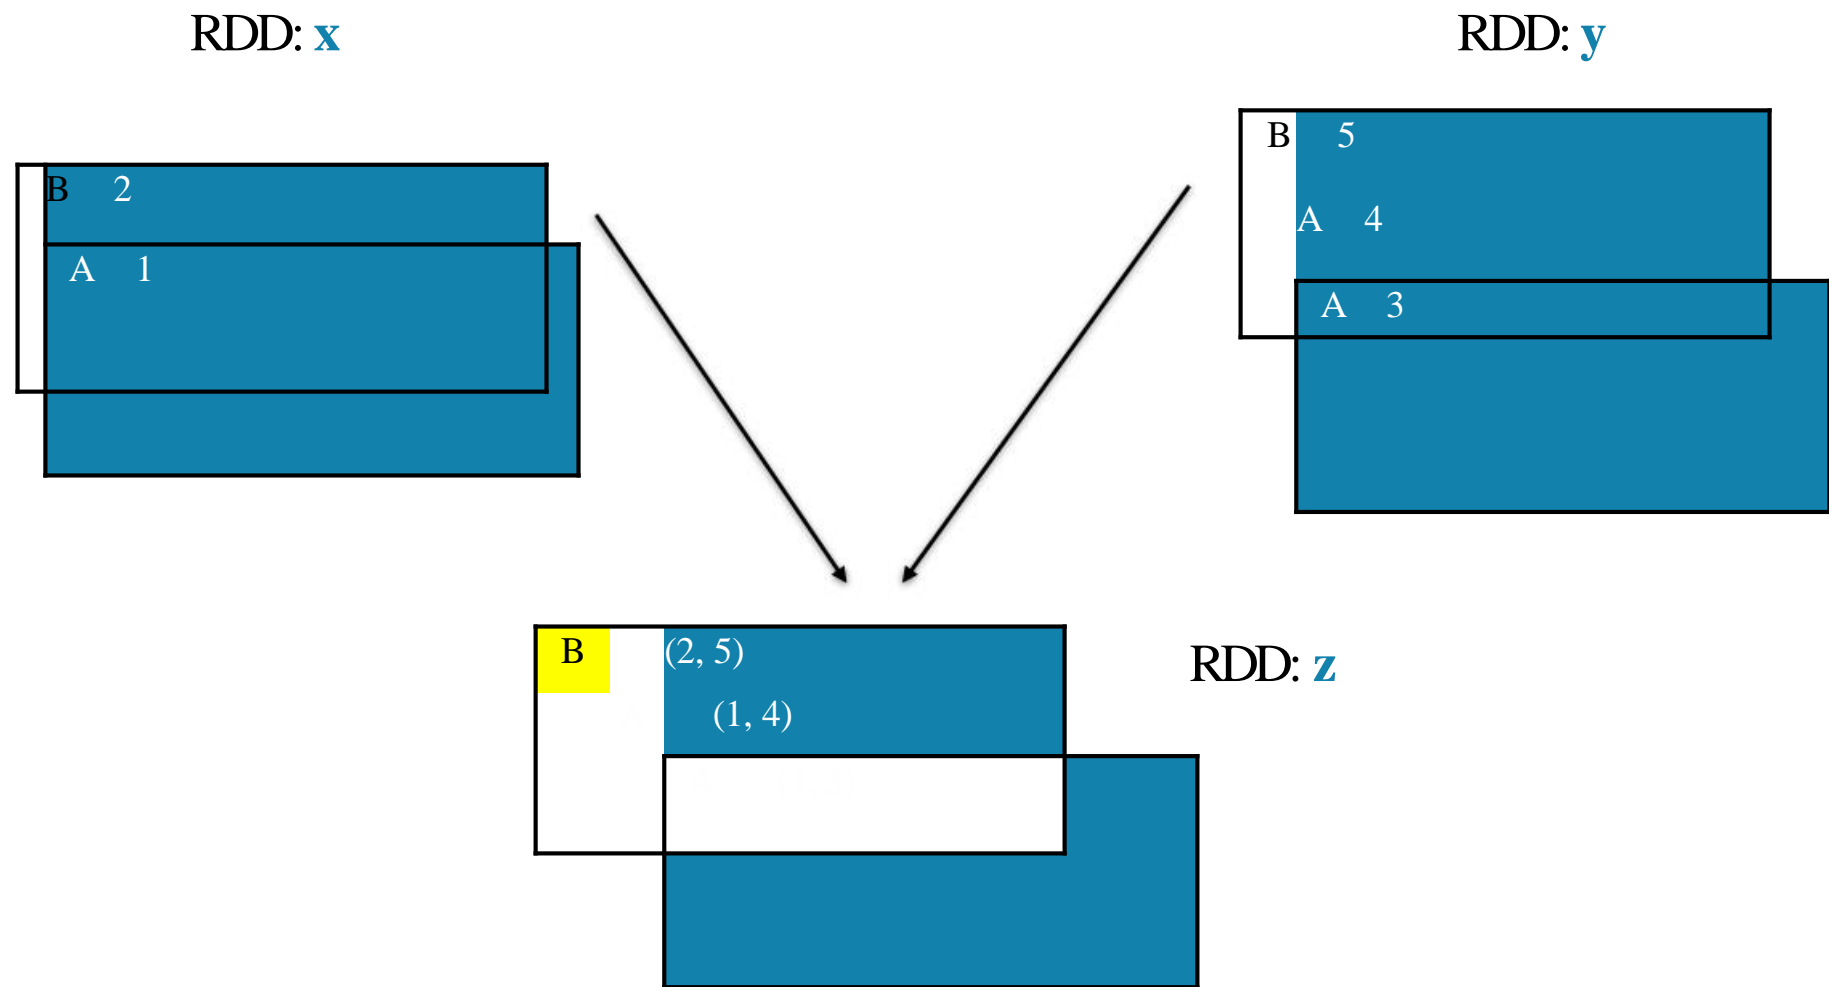 RDD: x
RDD: y
B 2
A 1
B 5
A 4
A 3
B (2, 5)
(1, 4)
RDD: z